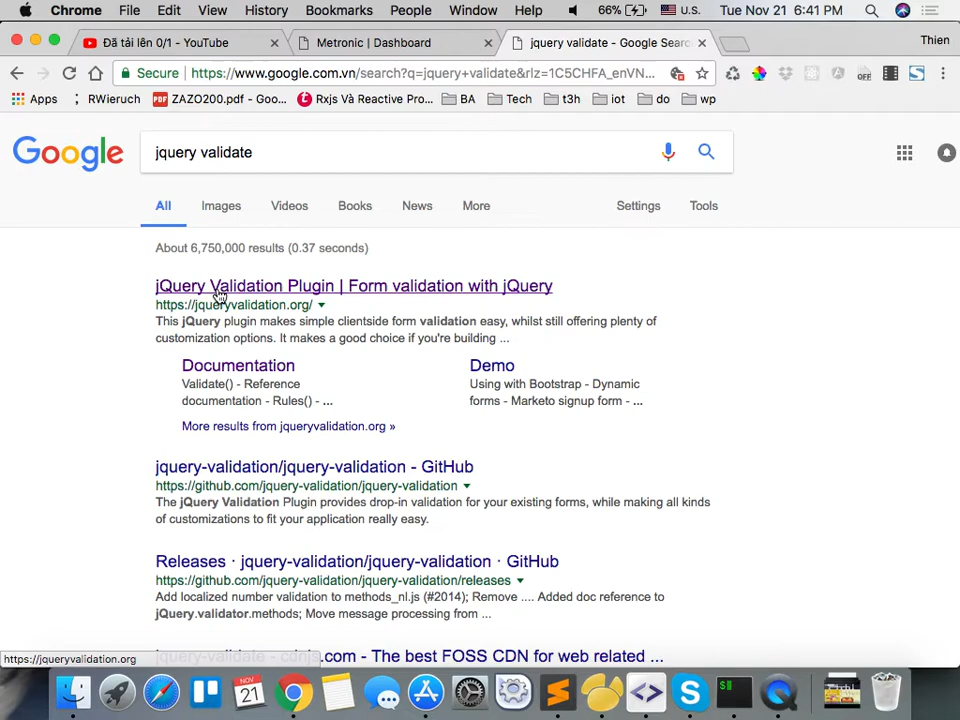 Chrome File Edit View History Bookmarks People Window Help 66% U.S. Tue Nov 21 6:41 PM
Đã tải lên 0/1 - YouTube Metronic | Dashboard jquery validate - Google Searc Thien
Secure https://www.google.com.vn/search?q=jquery+validate&rlz=1C5CHFA_enVN...
Apps RWieruch ZAZO200.pdf - Goo... Rxjs Và Reactive Pro... BA Tech t3h iot do wp
Google jquery validate
All Images Videos Books News More Settings Tools
About 6,750,000 results (0.37 seconds)
jQuery Validation Plugin | Form validation with jQuery
https://jqueryvalidation.org/
This jQuery plugin makes simple clientside form validation easy, whilst still offering plenty of
customization options. It makes a good choice if you're building ...
Documentation Demo
Validate() - Reference Using with Bootstrap - Dynamic
documentation - Rules() - ... forms - Marketo signup form - ...
More results from jqueryvalidation.org »
jquery-validation/jquery-validation - GitHub
https://github.com/jquery-validation/jquery-validation
The jQuery Validation Plugin provides drop-in validation for your existing forms, while making all kinds
of customizations to fit your application really easy.
Releases · jquery-validation/jquery-validation · GitHub
https://github.com/jquery-validation/jquery-validation/releases
Add localized number validation to methods_nl.js (#2014); Remove .... Added doc reference to
jQuery.validator.methods; Move message processing from ...
jquery-validate - cdnjs.com - The best FOSS CDN for web related ...
https://jqueryvalidation.org
NOV
21